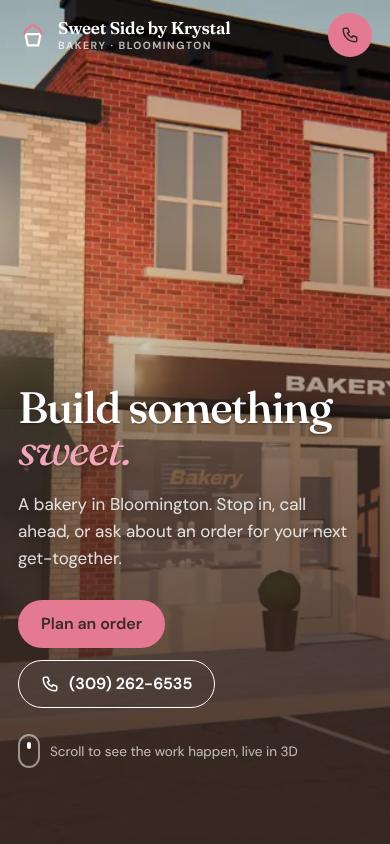 Sweet Side by Krystal
BAKERY · BLOOMINGTON
BAKERY
Build something
sweet.
Bakery
A bakery in Bloomington. Stop in, call
ahead, or ask about an order for your next
get-together.
Plan an order
(309) 262-6535
Scroll to see the work happen, live in 3D